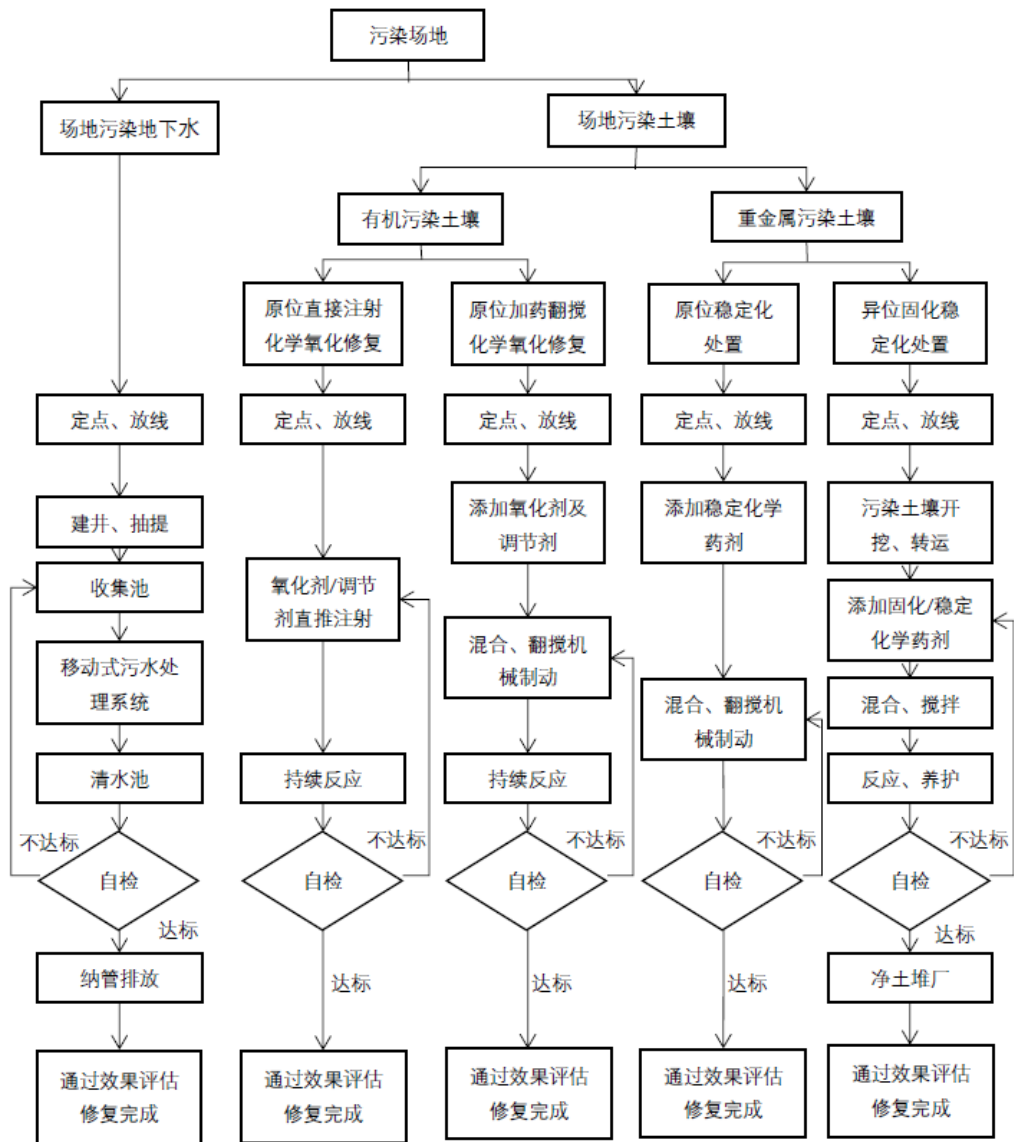 污染场地
场地污染地下水
场地污染土壤
有机污染土壤
重金属污染土壤
原位直接注射
化学氧化修复
原位加药翻搅
化学氧化修复
原位稳定化
处置
异位固化稳
定化处置
定点、放线
定点、放线
定点、放线
定点、放线
定点、放线
建井、抽提
添加氧化剂及
调节剂
添加稳定化学
药剂
污染土壤开
挖、转运
收集池
氧化剂/调节
剂直推注射
添加固化/稳定
化学药剂
移动式污水处
理系统
混合、翻搅机
械制动
混合、翻搅机
械制动
混合、搅拌
清水池
持续反应
持续反应
反应、养护
不达标
不达标
不达标
不达标
不达标
自检
自检
自检
自检
自检
达标
达标
纳管排放
达标
达标
达标
净土堆厂
通过效果评估
修复完成
通过效果评估
修复完成
通过效果评估
修复完成
通过效果评估
修复完成
通过效果评估
修复完成